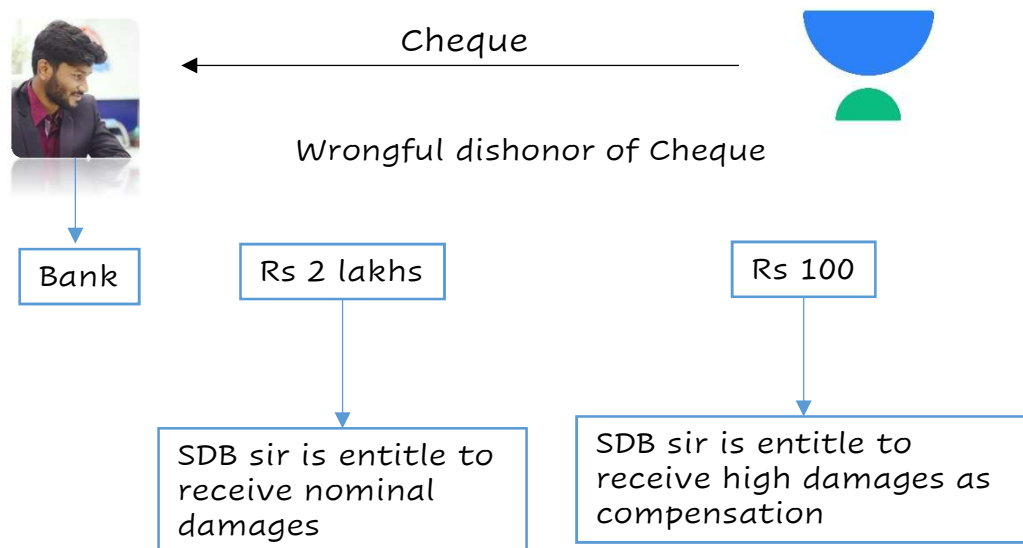 Cheque
Wrongful dishonor of Cheque
Bank
Rs 2 lakhs
Rs 100
SDB sir is entitle to
receive nominal
damages
SDB sir is entitle to
receive high damages as
compensation